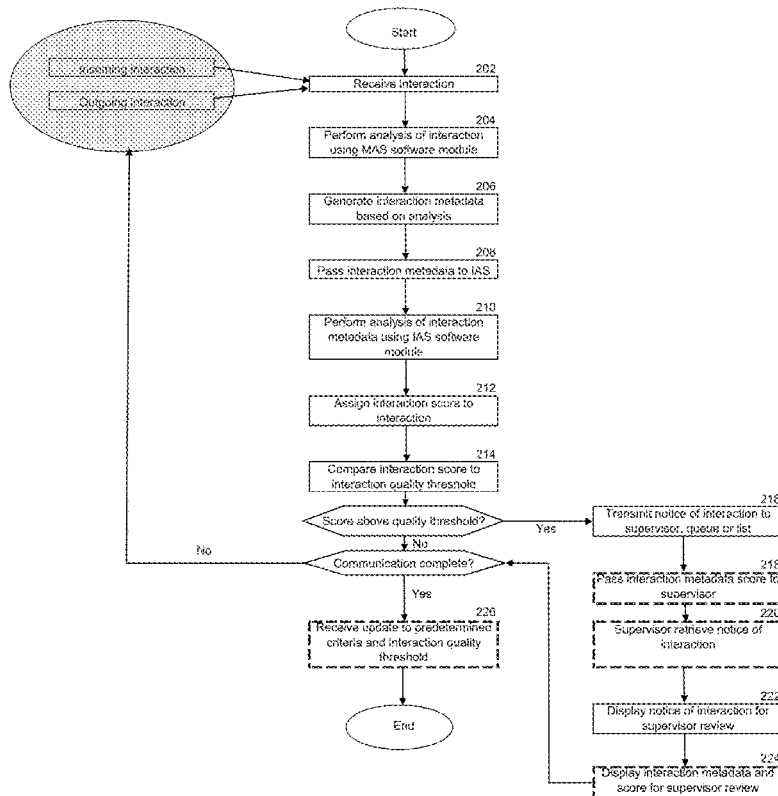 Start
Incoming interaction
Outgoing interaction
202
Receive interaction
204
Perform analysis of interaction
using MAS software module
206
Generate interaction metadata
based on analysis
208
Pass interaction metedaia to IAS
210
Perform analysis of interaction
metedaia using IAS software
module
212
Assign interaction score to
interaction
214
Compare interaction score to
interaction quality threshold
Score above quality threshold?
Yes
No
Communication complete?
No
Yes
226
Receive update to predetermined
criteria and interaction quality
threshold
End
218
Transmit notice of interaction to
supervisor, queue or list
218
Pass interaction metadata score to
supervisor
220
Supervisor retrieve notice of
interaction
222
Display notice of interaction for
supervisor review
224
Display interaction metadata and
score for supervisor review